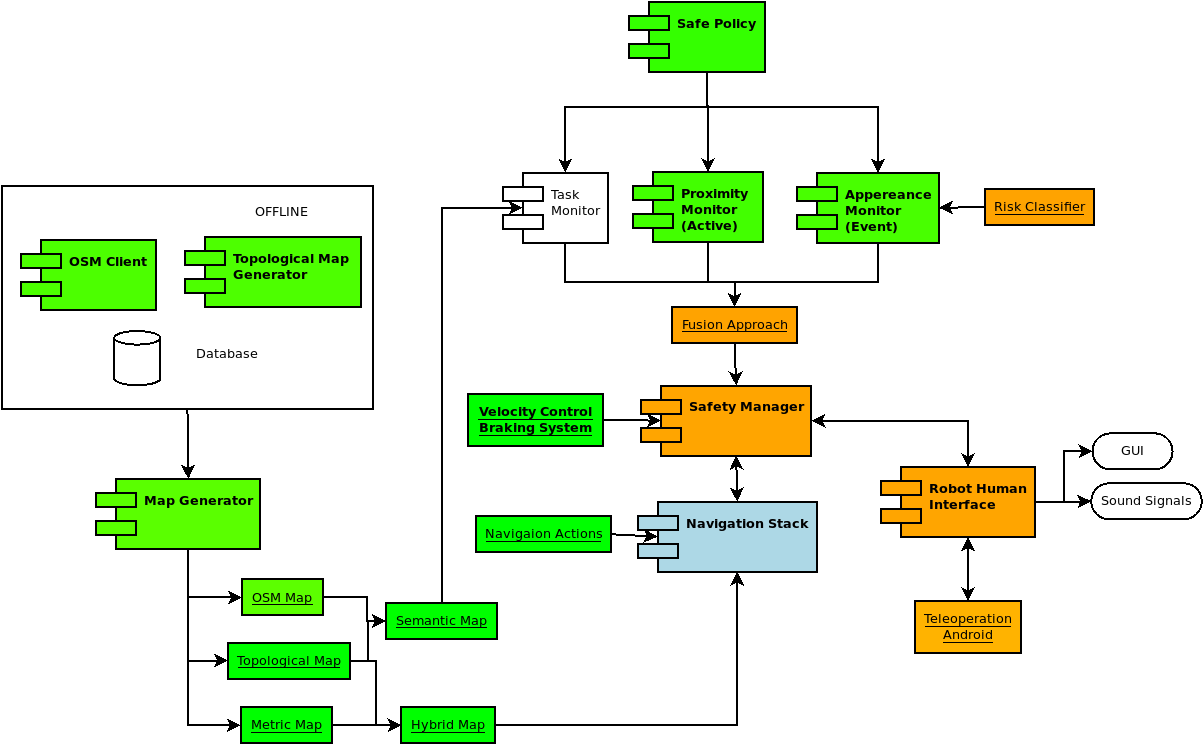 Safe Policy
Task
Monitor
Proximity
Monitor
(Active)
Appereance
Monitor
(Event)
Risk Classifier
OFFLINE
OSM Client
Topological Map
Generator
Database
Fusion Approach
Velocity Control
Braking System
Safety Manager
GUI
Sound Signals
Map Generator
Robot Human
Interface
Navigaion Actions
Navigation Stack
OSM Map
Semantic Map
Teleoperation
Android
Topological Map
Metric Map
Hybrid Map